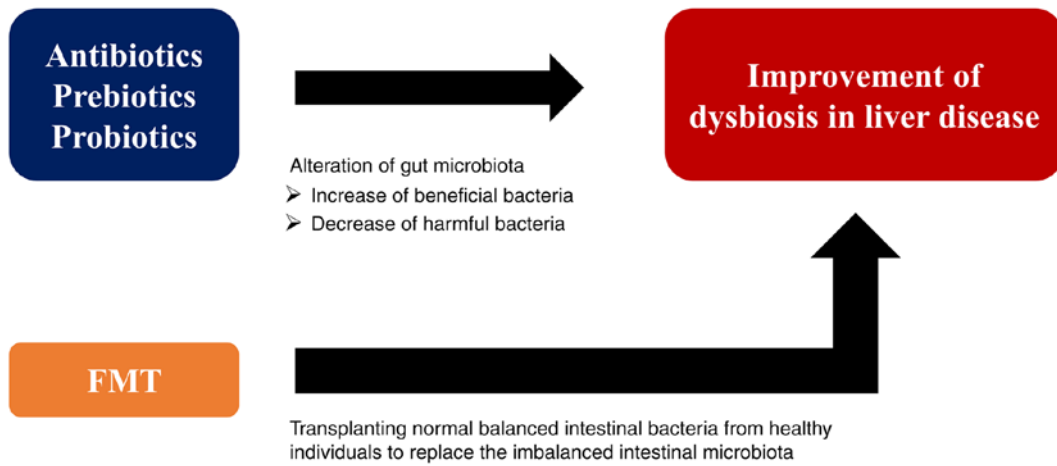 Antibiotics
Prebiotics
Probiotics
Improvement of
dysbiosis in liver disease
Alteration of gut microbiota
➢ Increase of beneficial bacteria
➢ Decrease of harmful bacteria
FMT
Transplanting normal balanced intestinal bacteria from healthy
individuals to replace the imbalanced intestinal microbiota